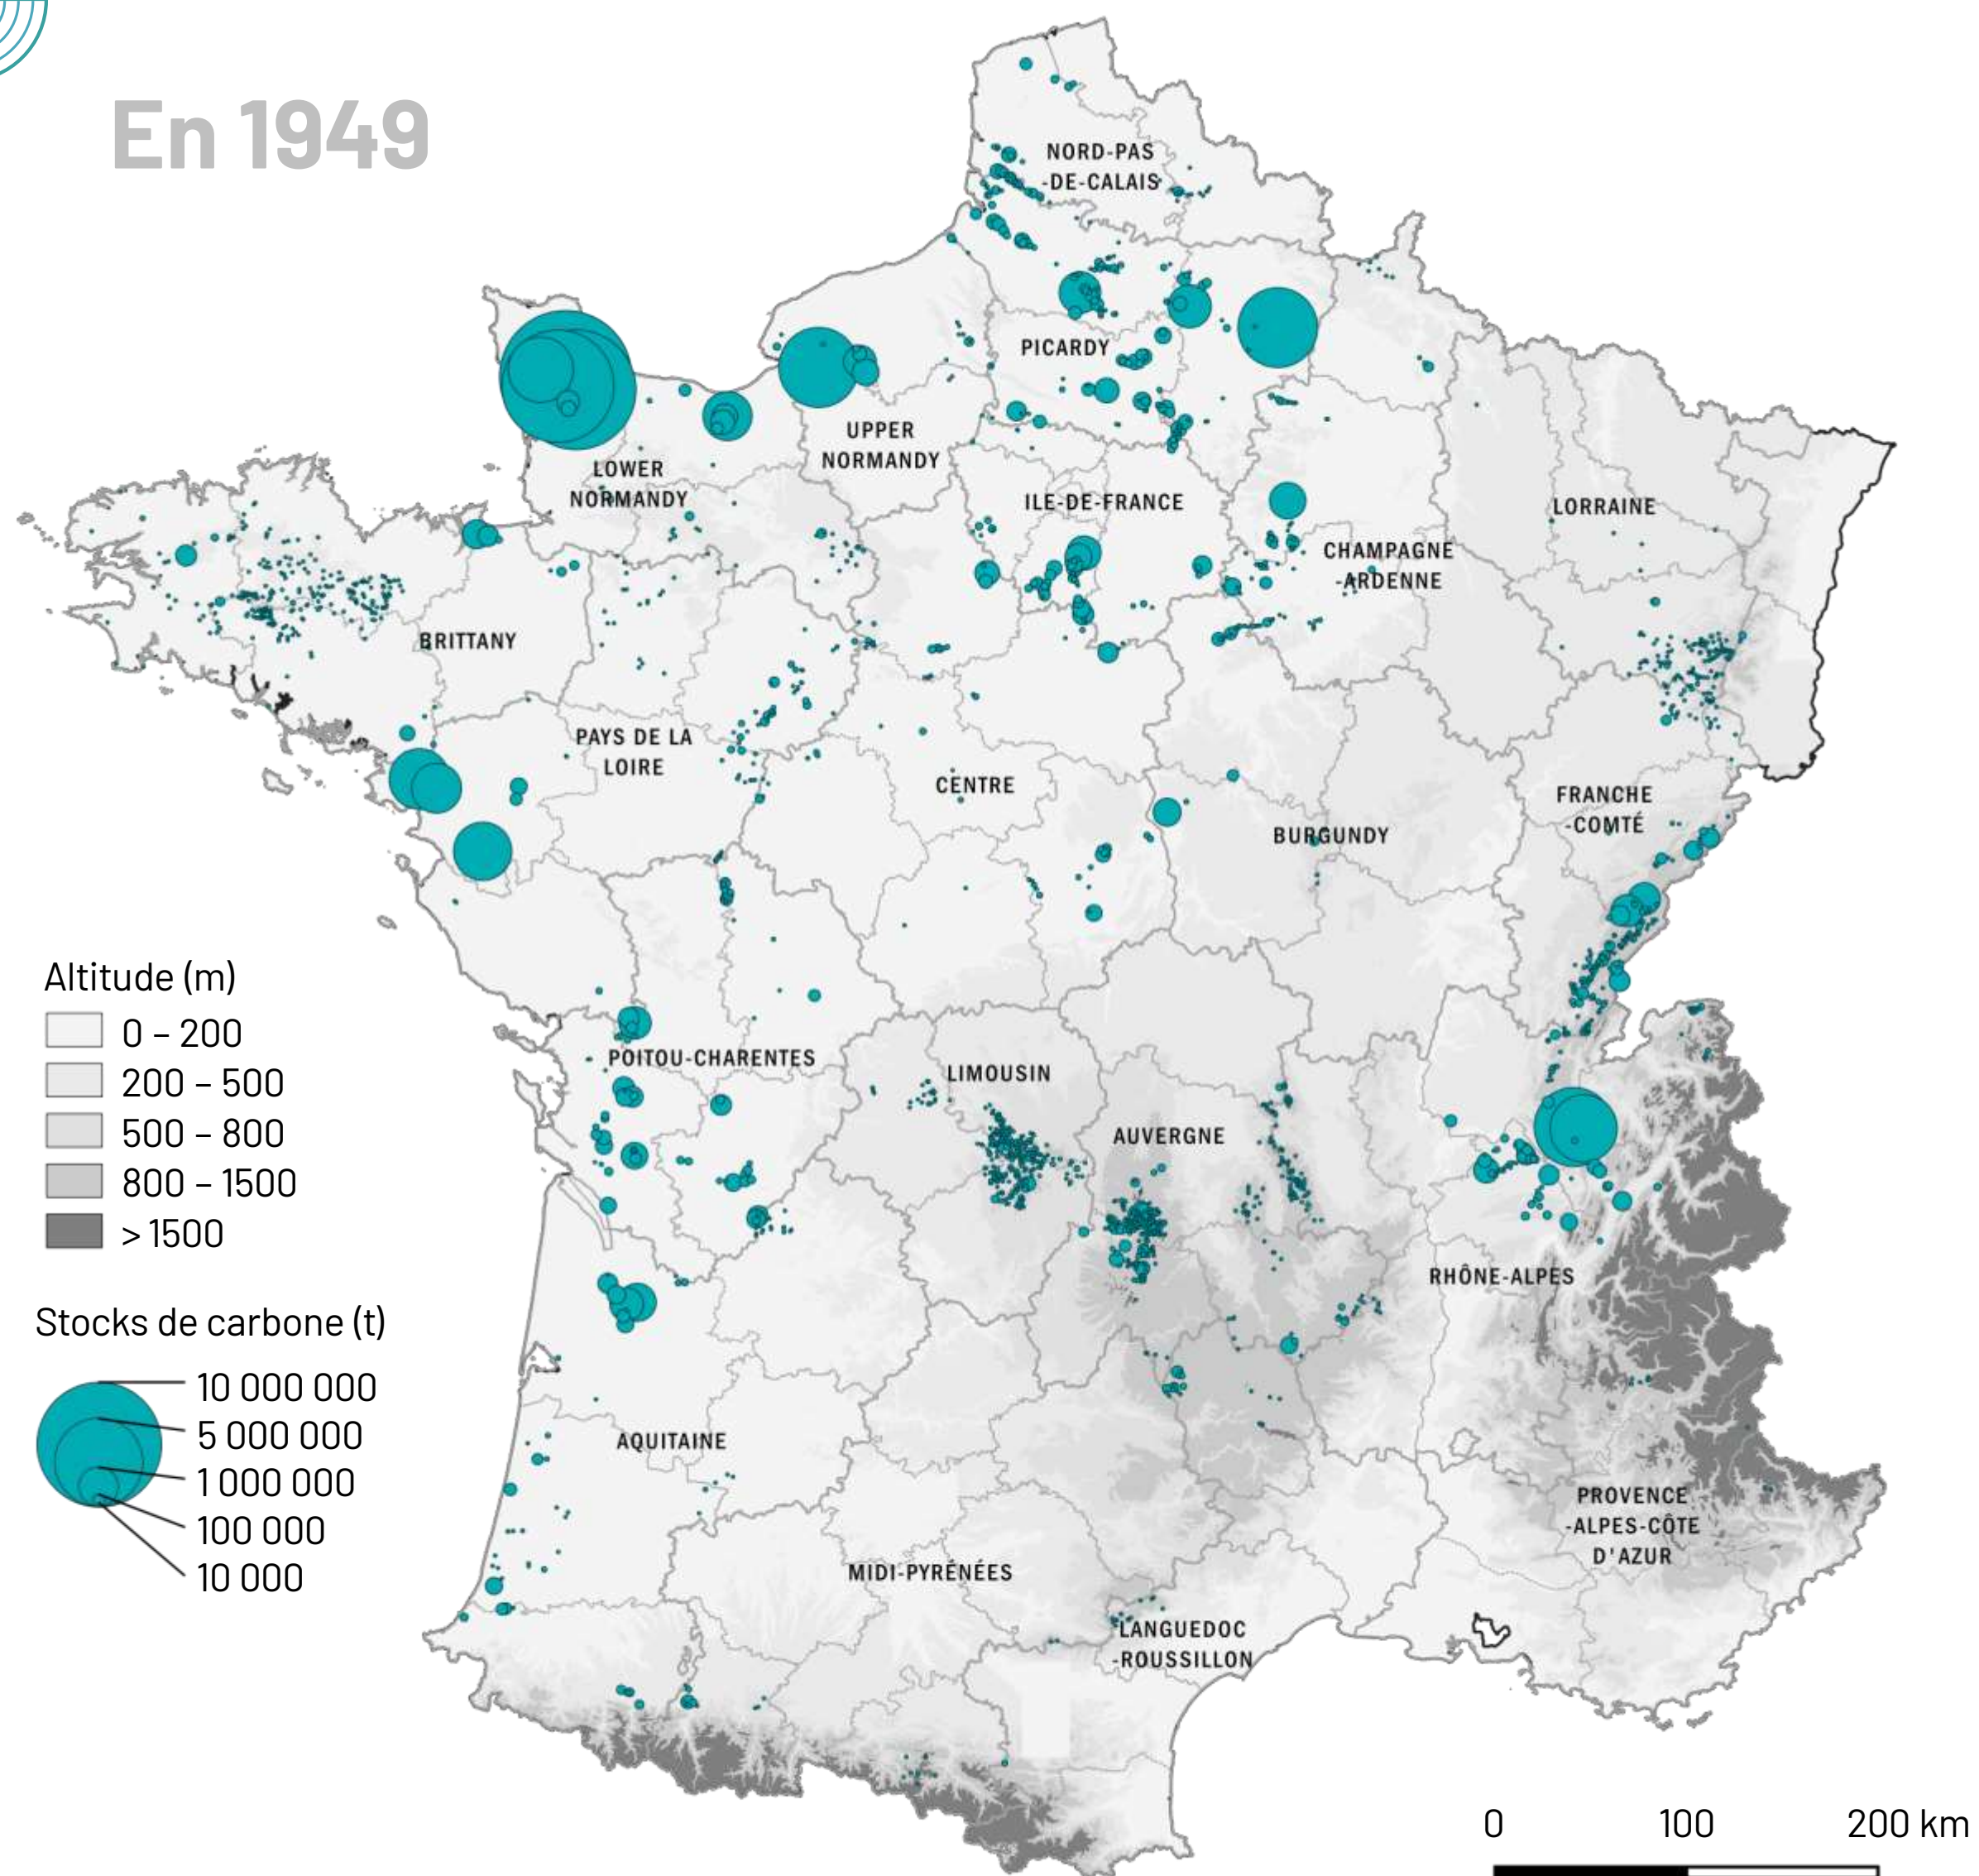 En 1949
NORD-PAS
-DE-CALAIS
PICARDY
UPPER
NORMANDY
LOWER
NORMANDY
ILE-DE-FRANCE
LORRAINE
CHAMPAGNE
-ARDENNE
BRITTANY
PAYS DE LA
LOIRE
CENTRE
FRANCHE
-COMTÉ
BURGUNDY
Altitude (m)
0 – 200
200 – 500
500 – 800
800 – 1500
> 1500
POITOU-CHARENTES
LIMOUSIN
AUVERGNE
RHÔNE-ALPES
Stocks de carbone (t)
10 000 000
5 000 000
1 000 000
100 000
10 000
AQUITAINE
PROVENCE
-ALPES-CÔTE
D'AZUR
MIDI-PYRÉNÉES
LANGUEDOC
-ROUSSILLON
0 100 200 km